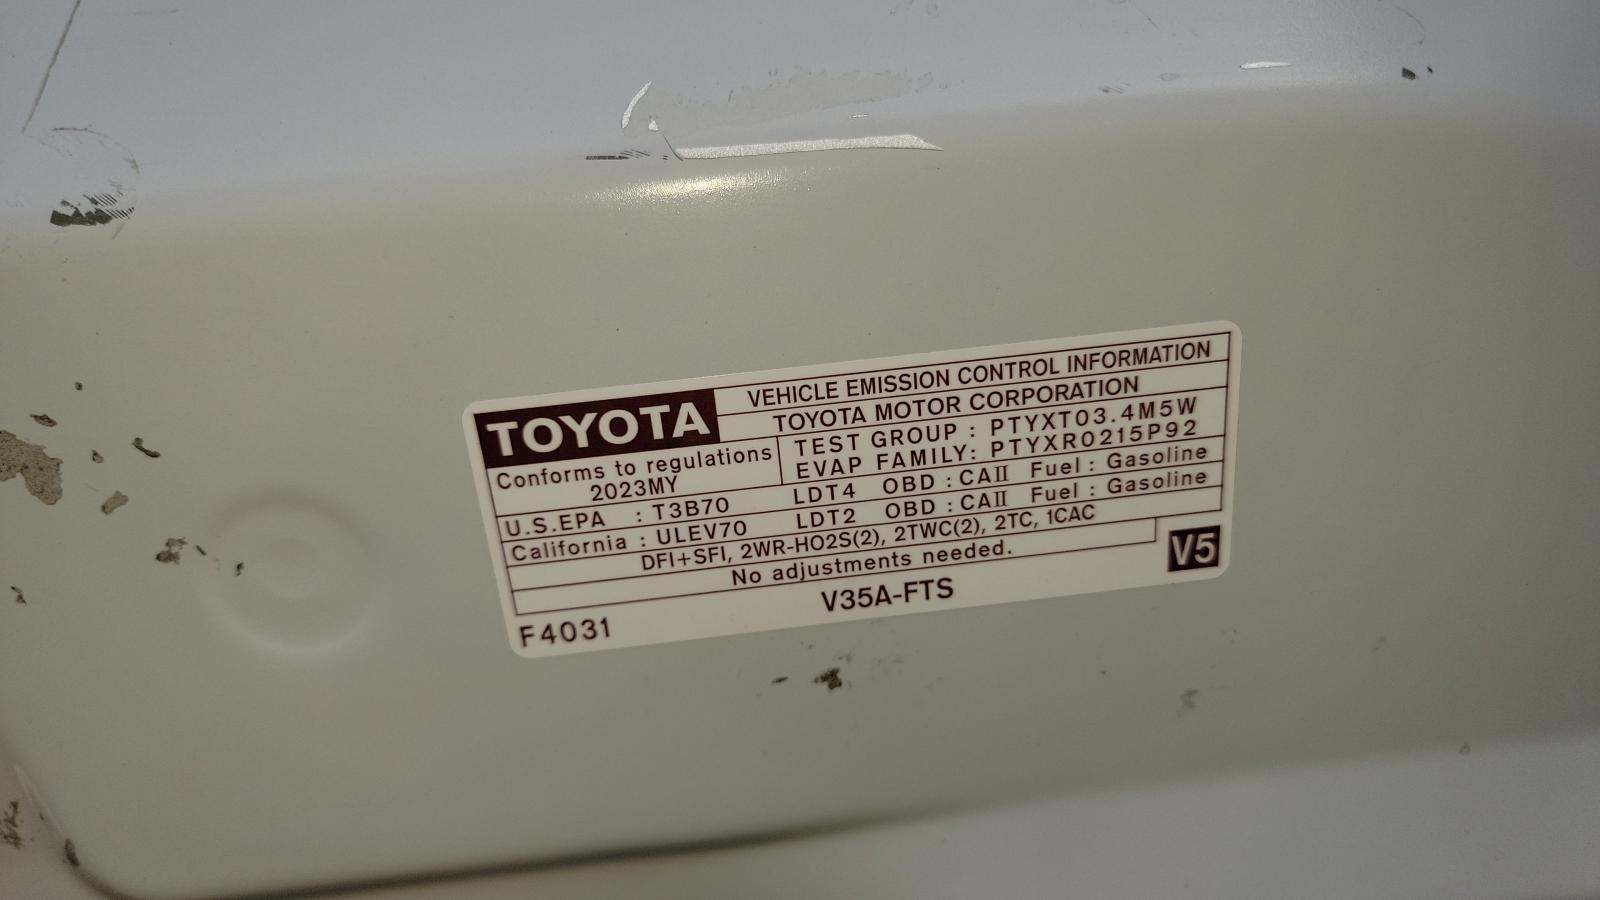 TOYOTA
VEHICLE EMISSION CONTROL INFORMATION
TOYOTA MOTOR CORPORATION
Conforms to regulations
2023MY
TEST GROUP : PTYXT03.4M5W
EVAP FAMILY: PTYXR0215P92
U.S.EPA : T3B70 LDT4 OBD : CAII Fuel : Gasoline
California : ULEV70 LDT2 OBD : CAII Fuel : Gasoline
DFI+SFI, 2WR-HO2S(2), 2TWC(2), 2TC, 1CAC
No adjustments needed.
V5
V35A-FTS
F4031